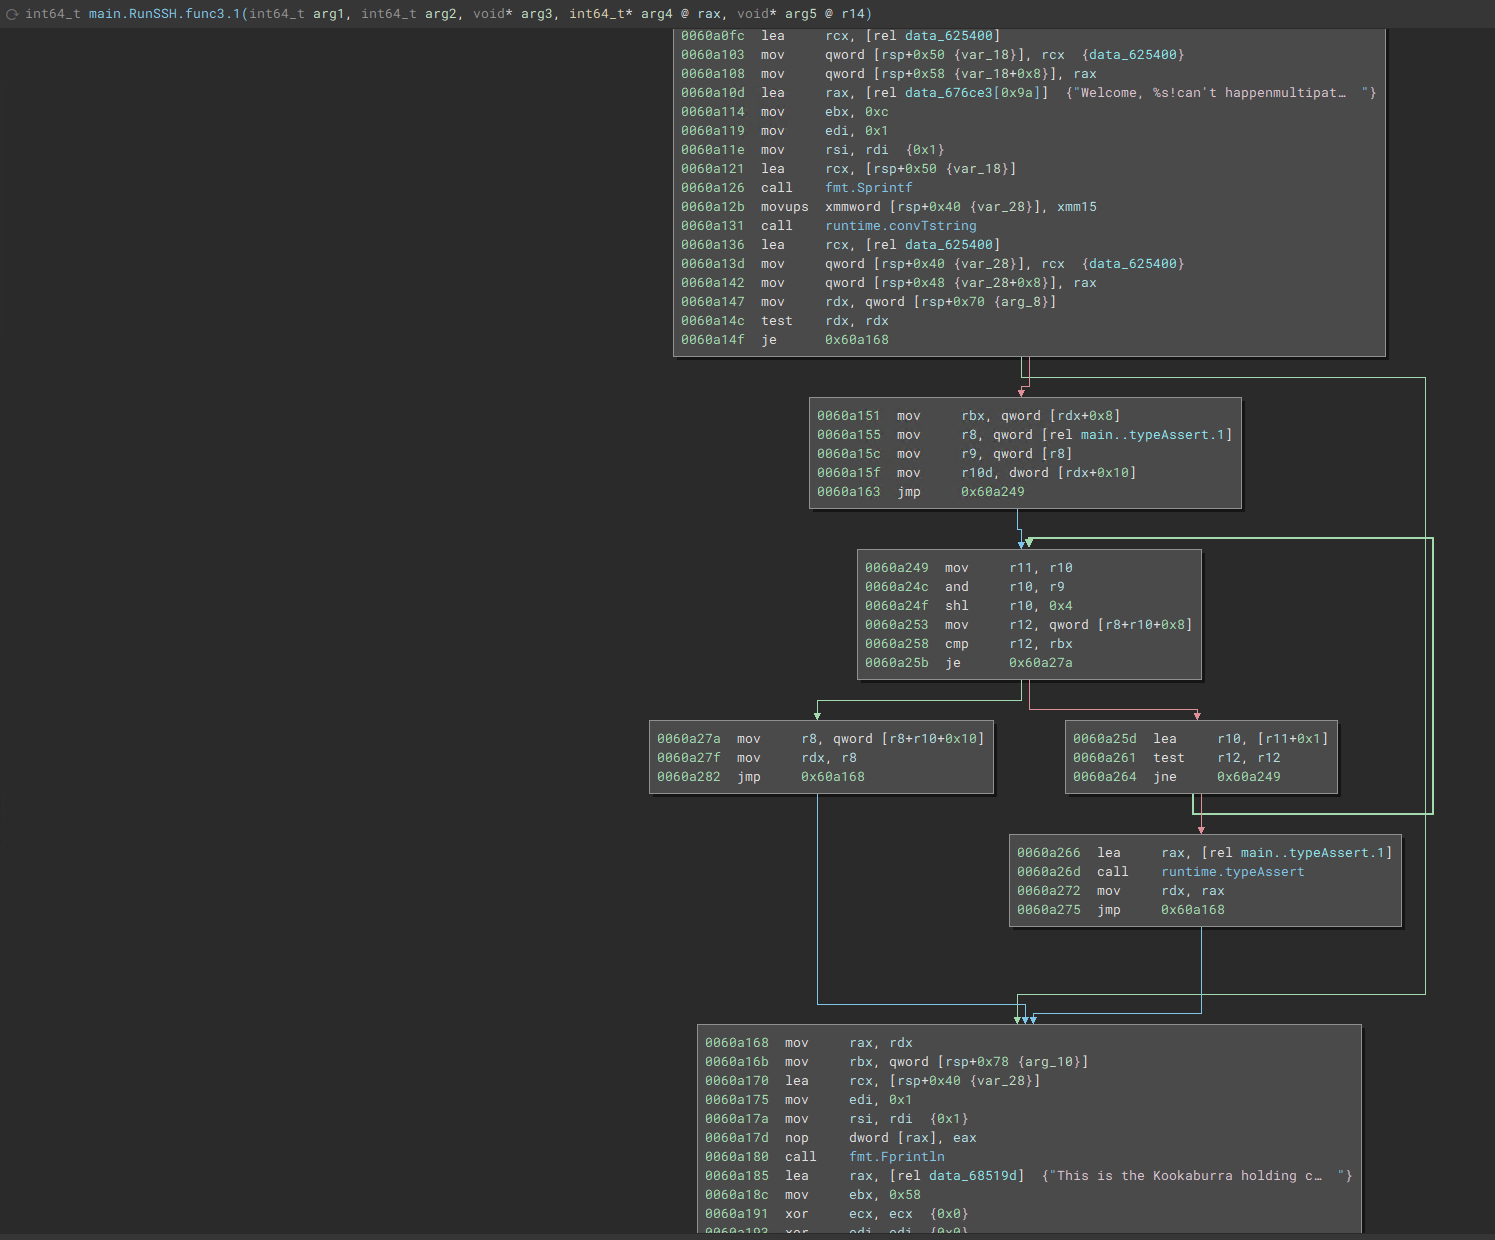 int64_t main.RunSSH.func3.1(int64_t arg1, int64_t arg2, void* arg3, int64_t* arg4 @ rax, void* arg5 @ r14)
0060a0fc lea rcx, [rel data_625400]
0060a103 mov qword [rsp+0x50 {var_18}], rcx {data_625400}
0060a108 mov qword [rsp+0x58 {var_18+0x8}], rax
0060a10d lea rax, [rel data_676ce3[0x9a]] {"Welcome, %s!can't happenmultipat… "}
0060a114 mov ebx, 0xc
0060a119 mov edi, 0x1
0060a11e mov rsi, rdi {0x1}
0060a121 lea rcx, [rsp+0x50 {var_18}]
0060a126 call fmt.Sprintf
0060a12b movups xmmword [rsp+0x40 {var_28}], xmm15
0060a131 call runtime.convTstring
0060a136 lea rcx, [rel data_625400]
0060a13d mov qword [rsp+0x40 {var_28}], rcx {data_625400}
0060a142 mov qword [rsp+0x48 {var_28+0x8}], rax
0060a147 mov rdx, qword [rsp+0x70 {arg_8}]
0060a14c test rdx, rdx
0060a14f je 0x60a168
0060a151 mov rbx, qword [rdx+0x8]
0060a155 mov r8, qword [rel main..typeAssert.1]
0060a15c mov r9, qword [r8]
0060a15f mov r10d, dword [rdx+0x10]
0060a163 jmp 0x60a249
0060a249 mov r11, r10
0060a24c and r10, r9
0060a24f shl r10, 0x4
0060a253 mov r12, qword [r8+r10+0x8]
0060a258 cmp r12, rbx
0060a25b je 0x60a27a
0060a27a mov r8, qword [r8+r10+0x10]
0060a27f mov rdx, r8
0060a282 jmp 0x60a168
0060a25d lea r10, [r11+0x1]
0060a261 test r12, r12
0060a264 jne 0x60a249
0060a266 lea rax, [rel main..typeAssert.1]
0060a26d call runtime.typeAssert
0060a272 mov rdx, rax
0060a275 jmp 0x60a168
0060a168 mov rax, rdx
0060a16b mov rbx, qword [rsp+0x78 {arg_10}]
0060a170 lea rcx, [rsp+0x40 {var_28}]
0060a175 mov edi, 0x1
0060a17a mov rsi, rdi {0x1}
0060a17d nop dword [rax], eax
0060a180 call fmt.Fprintln
0060a185 lea rax, [rel data_68519d] {"This is the Kookaburra holding c… "}
0060a18c mov ebx, 0x58
0060a191 xor ecx, ecx {0x0}
0060a193 xor edi, edi {0x0}